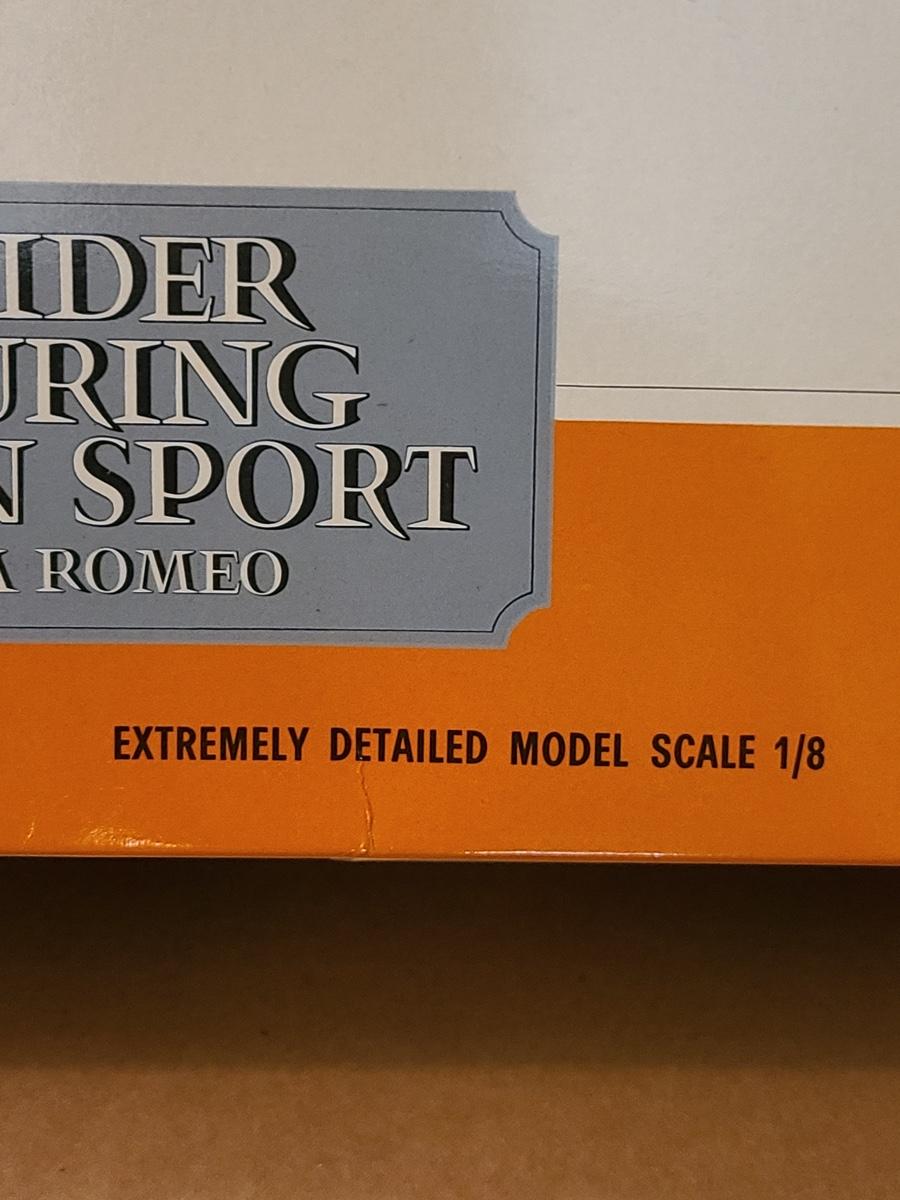 IDER
URING
N SPORT
A ROMEO
EXTREMELY DETAILED MODEL SCALE 1/8